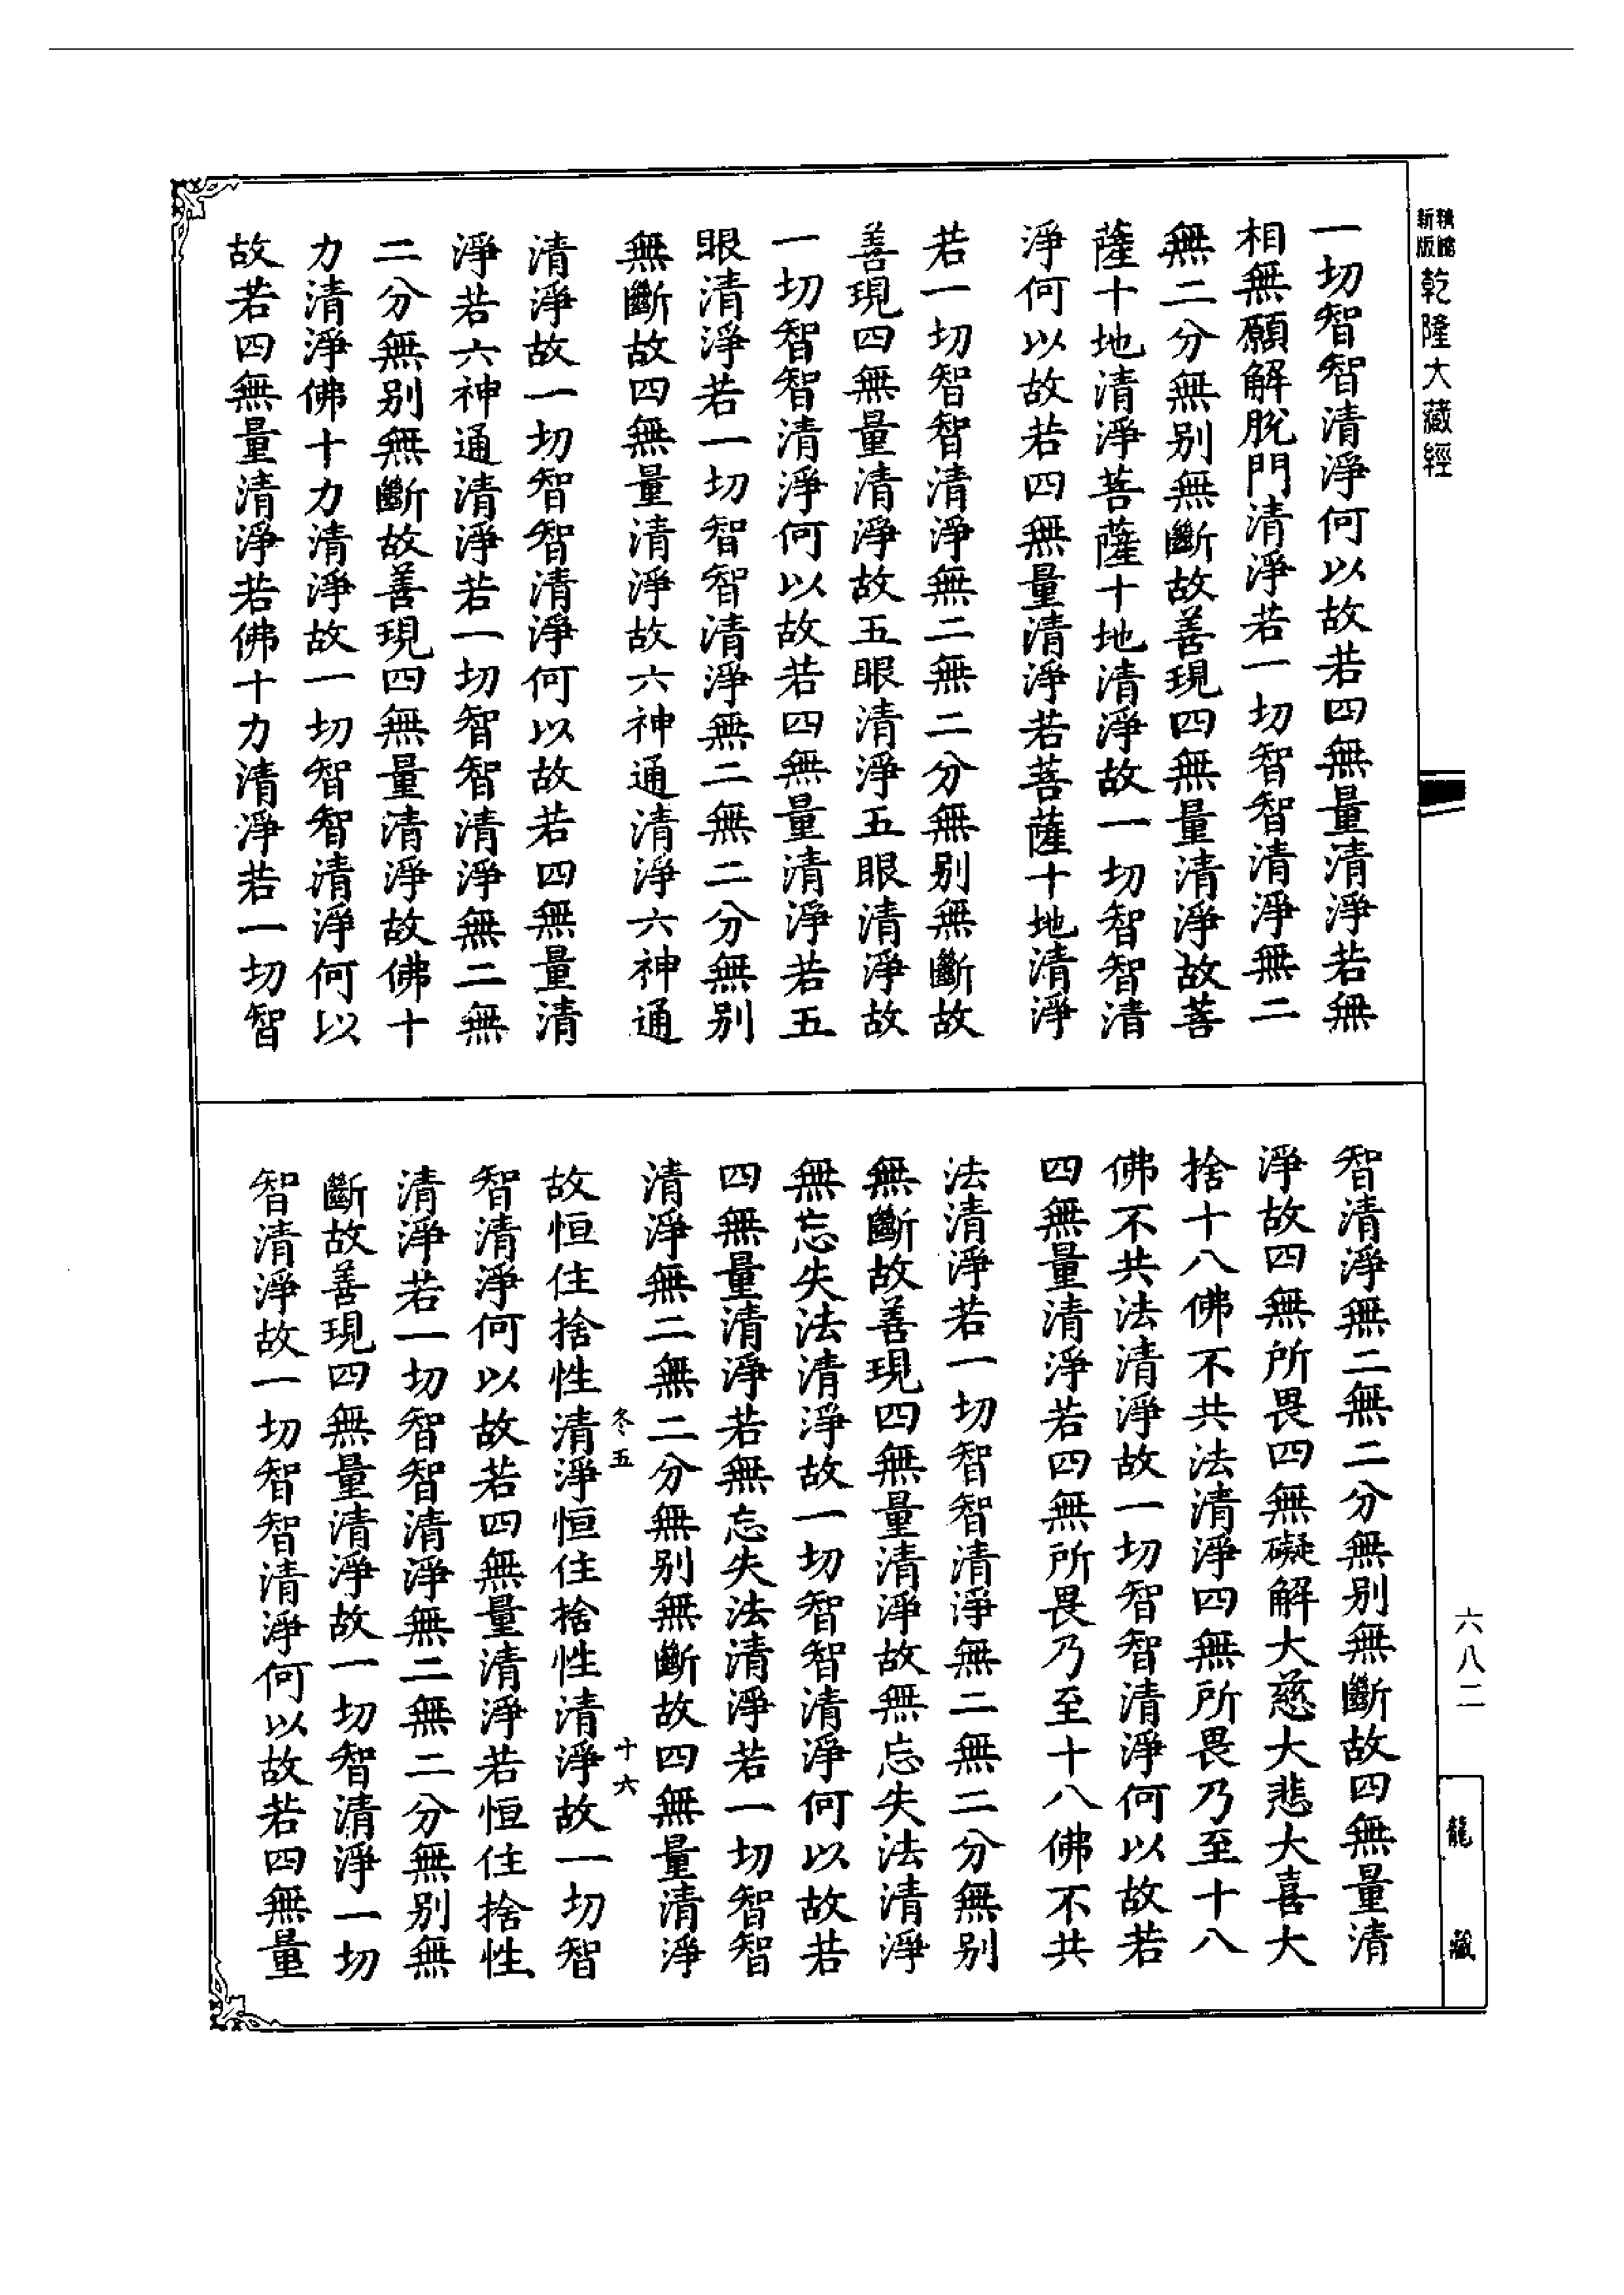 新版
精縮
乾隆大藏經
一切智智清淨何以故若四無量清淨若無
相無願解脫門清淨若一切智智清淨無二
無二分無別無斷故善現四無量清淨故菩
薩十地清淨菩薩十地清淨故一切智智清
淨何以故若四無量清淨若菩薩十地清淨
若一切智智清淨無二無二分無別無斷故
善現四無量清淨故五眼清淨五眼清淨故
一切智智清淨何以故若四無量清淨若五
眼清淨若一切智智清淨無二無二分無別
無斷故四無量清淨故六神通清淨六神通
清淨故一切智智清淨何以故若四無量清
淨若六神通清淨若一切智智清淨無二無
二分無別無斷故善現四無量清淨故佛十
力清淨佛十力清淨故一切智智清淨何以
故若四無量清淨若佛十力清淨若一切智
智清淨無二無二分無別無斷故四無量清
淨故四無所畏四無礙解大慈大悲大喜大
捨十八佛不共法清淨四無所畏乃至十八
佛不共法清淨故一切智智清淨何以故若
四無量清淨若四無所畏乃至十八佛不共
法清淨若一切智智清淨無二無二分無別
無斷故善現四無量清淨故無忘失法清淨
無忘失法清淨故一切智智清淨何以故若
四無量清淨若無忘失法清淨若一切智智
清淨無二無二分無別無斷故四無量清淨
冬五
十六
故恒住捨性清淨恒住捨性清淨故一切智
智清淨何以故若四無量清淨若恒住捨性
清淨若一切智智清淨無二無二分無別無
斷故善現四無量清淨故一切智清淨一切
智清淨故一切智智清淨何以故若四無量
六八二
龍藏